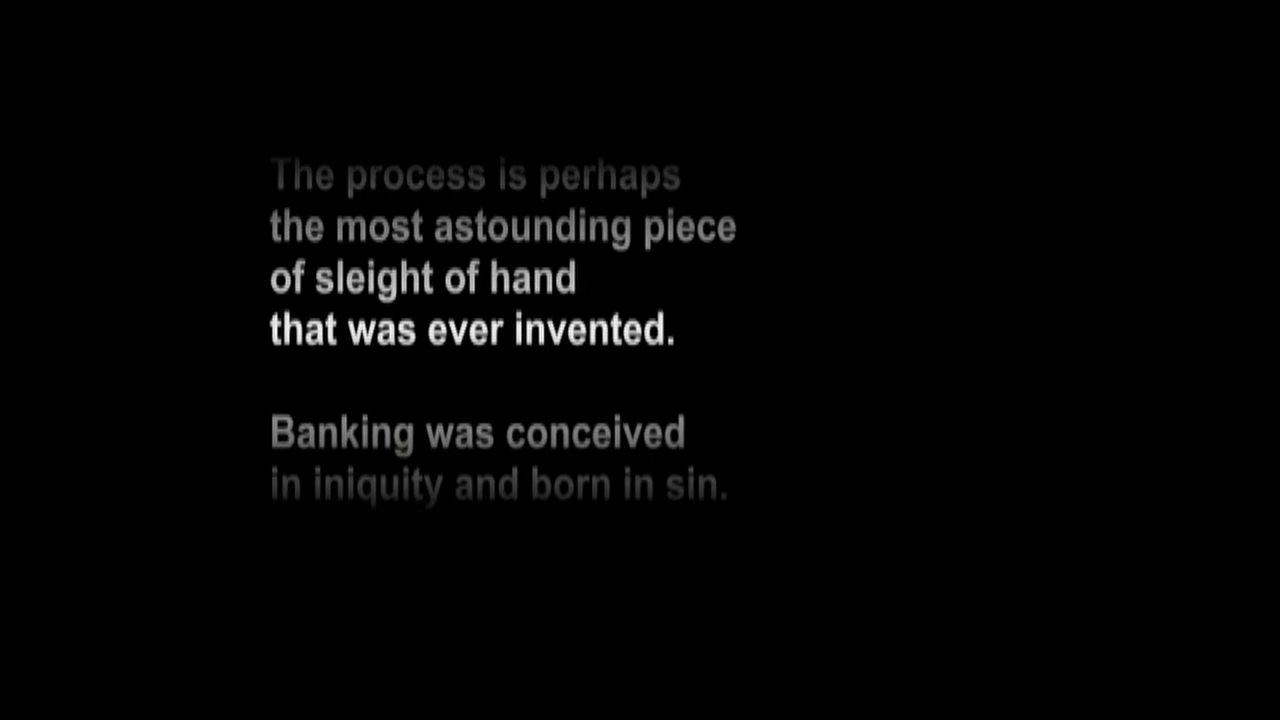 The process is perhaps
the most astounding piece
of sleight of hand
that was ever invented.
Banking was conceived
in iniquity and born in sin.